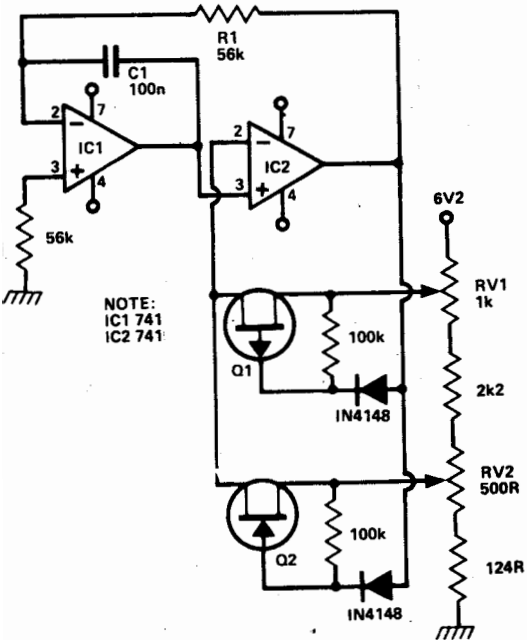 R1
56k
C1
100n
2
7
IC1
3
4
2
7
IC2
3
4
56k
6V2
RV1
1k
NOTE:
IC1 741
IC2 741
100k
Q1
IN4148
2k2
RV2
500R
100k
Q2
124R
IN4148